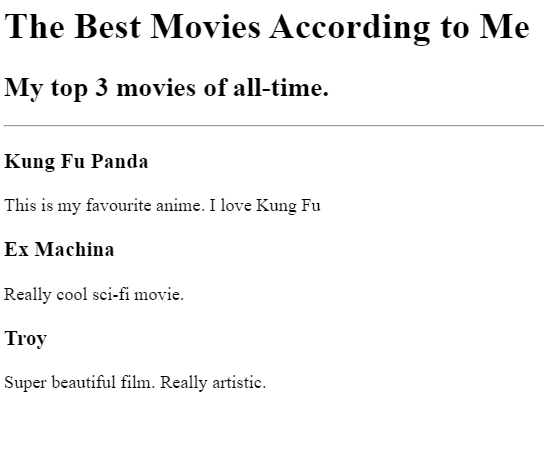 The Best Movies According to Me
My top 3 movies of all-time.
Kung Fu Panda
This is my favourite anime. I love Kung Fu
Ex Machina
Really cool sci-fi movie.
Troy
Super beautiful film. Really artistic.